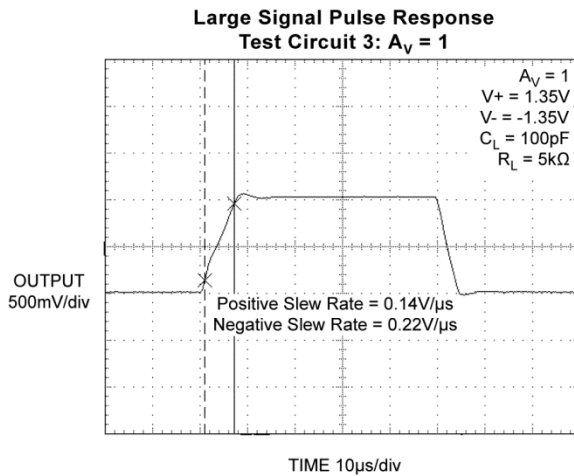 Large Signal Pulse Response
Test Circuit 3: AV = 1
AV = 1
V+ = 1.35V
V- = -1.35V
CL = 100pF
RL = 5kΩ
OUTPUT
500mV/div
Positive Slew Rate = 0.14V/µs
Negative Slew Rate = 0.22V/µs
TIME 10µs/div